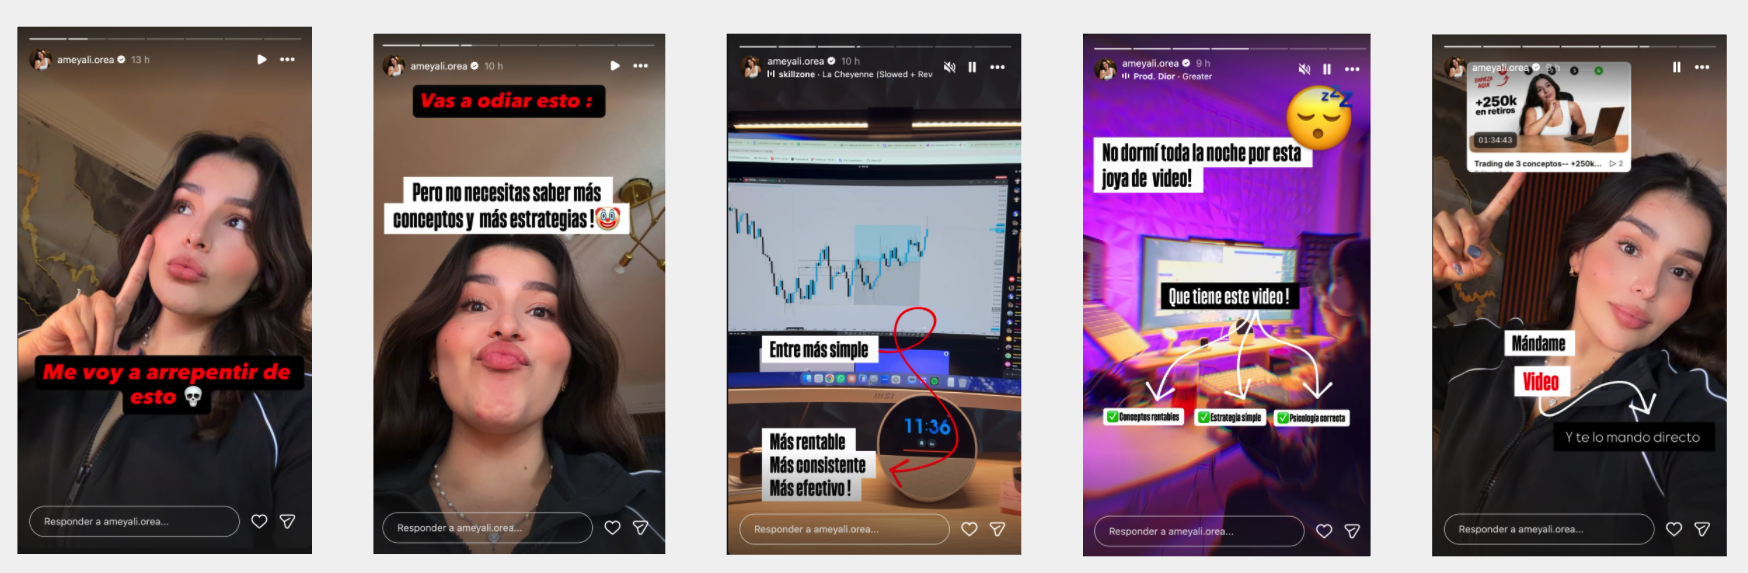 ameyali.orea 13 h
Me voy a arrepentir de
esto 💀
Responder a ameyali.orea...
ameyali.orea 10 h
Vas a odiar esto :
Pero no necesitas saber más
conceptos y más estrategias !🤡
Responder a ameyali.orea...
ameyali.orea 10 h
skillzone · La Cheyenne (Slowed + Rev
Entre más simple
11:36
Más rentable
Más consistente
Más efectivo !
Responder a ameyali.orea...
ameyali.orea 9 h
Prod. Dior · Greater
No dormí toda la noche por esta
joya de video!
Que tiene este video !
✅ Conceptos rentables
✅ Estrategia simple
✅ Psicología correcta
Responder a ameyali.orea...
ameyali.orea 9 h
+250k
en retiros
01:34:43
Trading de 3 conceptos-- +250k... ▷ 2
Mándame
Video
Y te lo mando directo
Responder a ameyali.orea...